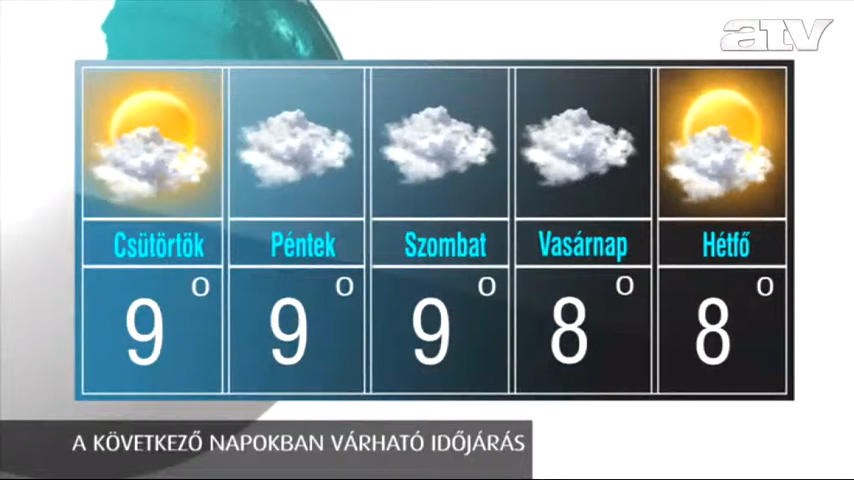 aTV
Csütörtök Péntek Szombat Vasárnap Hétfő
9° 9° 9° 8° 8°
A KÖVETKEZŐ NAPOKBAN VÁRHATÓ IDŐJÁRÁS